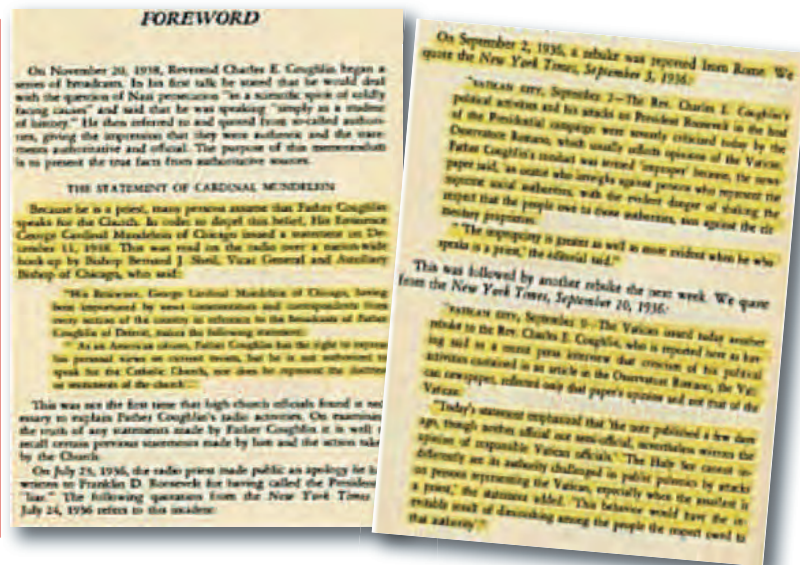 FOREWORD
On November 20, 1938, Reverend Charles E. Coughlin began a
series of broadcasts. In his first talk he stated that he would deal
with the question of Nazi persecution "in a scientific spirit of coldly
facing causes" and said that he was speaking "simply as a student
of history." He then referred to and quoted from so-called authori-
ties, giving the impression that they were authentic and the state-
ments authoritative and official. The purpose of this memorandum
is to present the true facts from authoritative sources.
THE STATEMENT OF CARDINAL MUNDELEIN
Because he is a priest, many persons assume that Father Coughlin
speaks for the Church. In order to dispel this belief, His Eminence
George Cardinal Mundelein of Chicago issued a statement on De-
cember 11, 1938. This was read on the radio over a nation-wide
hook-up by Bishop Bernard J. Sheil, Vicar General and Auxiliary
Bishop of Chicago, who said:
"His Eminence, George Cardinal Mundelein of Chicago, having
been importuned by news commentators and correspondents from
many sections of the country in reference to the broadcasts of Father
Coughlin of Detroit, makes the following statement:
"As an American citizen, Father Coughlin has the right to express
his personal views on current events, but he is not authorized to
speak for the Catholic Church, nor does he represent the doctrine
or sentiments of the church."
This was not the first time that high church officials found it nec
essary to explain Father Coughlin's radio activities. On examining
the truth of any statements made by Father Coughlin it is well
recall certain previous statements made by him and the action take
by the Church.
On July 23, 1936, the radio priest made public an apology he h
written to Franklin D. Roosevelt for having called the President
"liar." The following quotation from the New York Times
July 24, 1936 refers to this incident:
On September 2, 1936, a rebuke was reported from Rome. We
quote the New York Times, September 3, 1936:
"VATICAN CITY, September 2—The Rev. Charles E. Coughlin's
political activities and his attacks on President Roosevelt in the heat
of the Presidential campaign were severely criticized today by the
Osservatore Romano, which usually reflects opinion of the Vatican.
Father Coughlin's conduct was termed 'improper' because, the news-
paper said, 'an orator who inveighs against persons who represent the
supreme social authorities, with the evident danger of shaking the
respect that the people owe to those authorities, sins against the ele-
mentary proprieties.
"'The impropriety is greater as well as more evident when he who
speaks is a priest,' the editorial said."
This was followed by another rebuke the next week. We quote
from the New York Times, September 10, 1936:
"VATICAN CITY, September 9—The Vatican issued today another
rebuke to the Rev. Charles E. Coughlin, who is reported here as hav-
ing said in a recent press interview that criticism of his political
activities contained in an article in the Osservatore Romano, the Vati-
can newspaper, reflected only that paper's opinion and not that of the
Vatican.
"Today's statement emphasized that 'the note published a few days
ago, though neither official nor semi-official, nevertheless mirrors the
opinion of responsible Vatican officials.' 'The Holy See cannot in-
differently see its authority challenged in public polemics by attacks
on persons representing the Vatican, especially when the assailant is
a priest,' the statement added. 'This behavior would have the in-
evitable result of diminishing among the people the respect owed to
that authority.'"